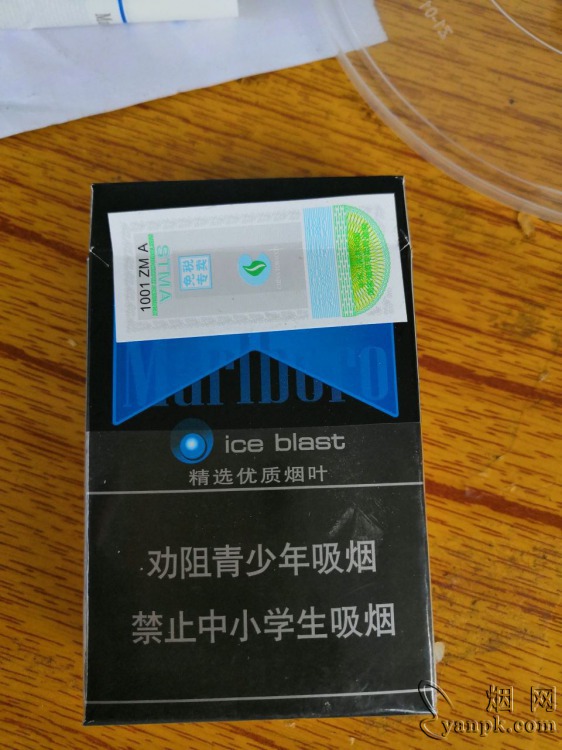 1001 ZM A
STMA
免税
专卖
Marlboro
ice blast
精选优质烟叶
劝阻青少年吸烟
禁止中小学生吸烟
烟网
yanpk.com